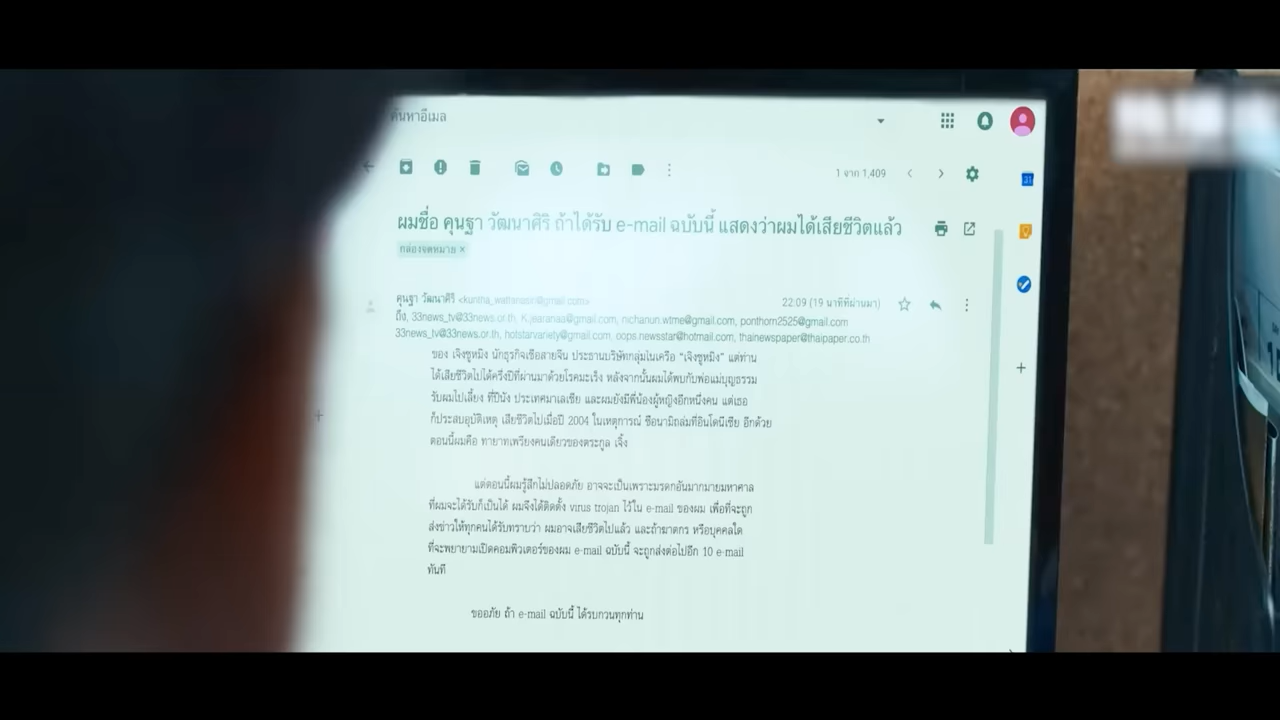 ค้นหาอีเมล
1 จาก 1,409
ผมชื่อ คุนฐา วัฒนาศิริ ถ้าได้รับ e-mail ฉบับนี้ แสดงว่าผมได้เสียชีวิตแล้ว
กล่องจดหมาย ×
คุนฐา วัฒนาศิริ <kuntha_wattanasiri@gmail.com>
22:09 (19 นาทีที่ผ่านมา)
ถึง, 33news_tv@33news.or.th, K.jearanai@gmail.com, nichanun.wtme@gmail.com, ponthorn2525@gmail.com
33news_tv@33news.or.th, hotstarvariety@gmail.com, oops.newsstar@hotmail.com, thainewspaper@thaipaper.co.th
ของ เจิงซูหมิง นักธุรกิจเชื้อสายจีน ประธานบริษัทกลุ่มในเครือ "เจิงซูหมิง" แต่ท่าน
ได้เสียชีวิตไปได้ครึ่งปีที่ผ่านมาด้วยโรคมะเร็ง หลังจากนั้นผมได้พบกับพ่อแม่บุญธรรม
รับผมไปเลี้ยง ที่ปีนัง ประเทศมาเลเซีย และผมยังมีพี่น้องผู้หญิงอีกหนึ่งคน แต่เธอ
ก็ประสบอุบัติเหตุ เสียชีวิตไปเมื่อปี 2004 ในเหตุการณ์ ซึนามิถล่มที่อินโดนีเซีย อีกด้วย
ตอนนี้ผมคือ ทายาทเพียงคนเดียวของตระกูล เจิ้ง
แต่ตอนนี้ผมรู้สึกไม่ปลอดภัย อาจจะเป็นเพราะมรดกอันมากมายมหาศาล
ที่ผมจะได้รับก็เป็นได้ ผมจึงได้ติดตั้ง virus trojan ไว้ใน e-mail ของผม เพื่อที่จะถูก
ส่งข่าวให้ทุกคนได้รับทราบว่า ผมอาจเสียชีวิตไปแล้ว และถ้าฆาตกร หรือบุคคลใด
ที่จะพยายามเปิดคอมพิวเตอร์ของผม e-mail ฉบับนี้ จะถูกส่งต่อไปอีก 10 e-mail
ทันที
ขออภัย ถ้า e-mail ฉบับนี้ ได้รบกวนทุกท่าน